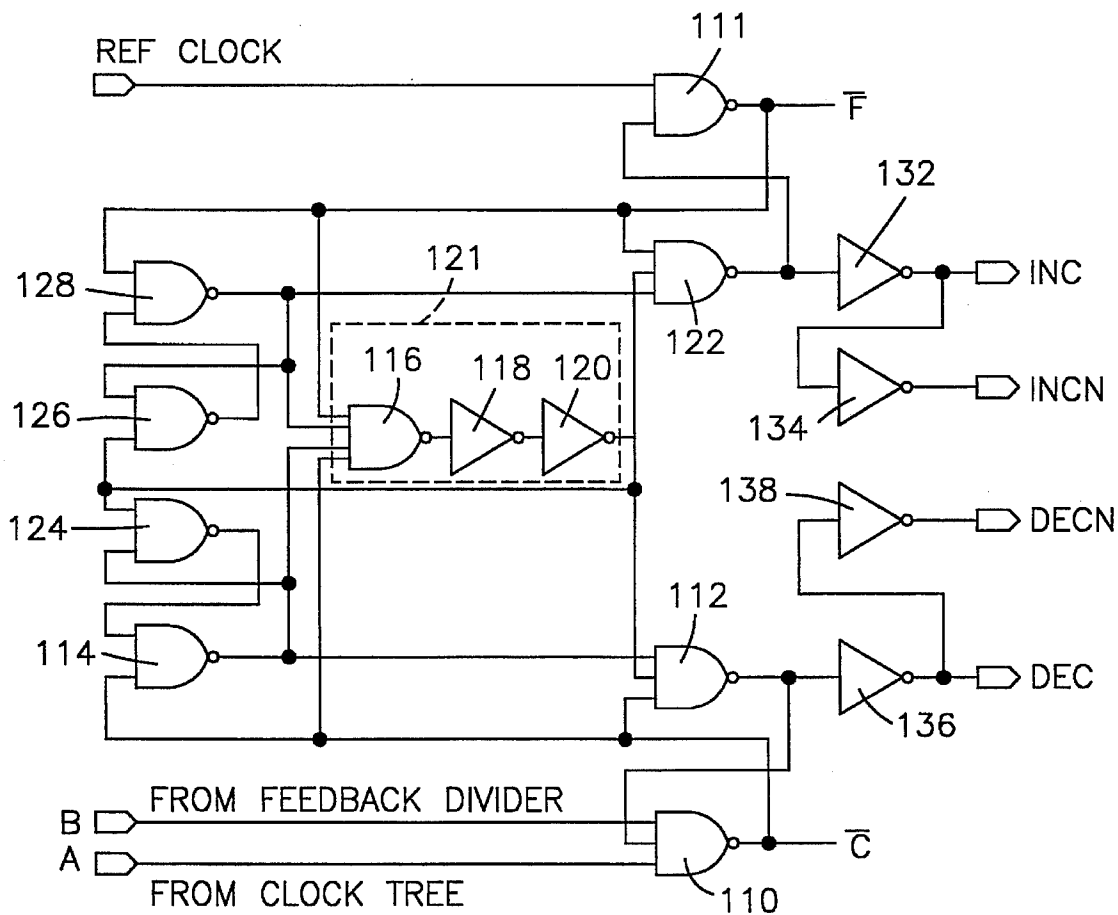 111
REF CLOCK
F̅
132
121
128
INC
122
116
118
120
126
134
INCN
138
124
DECN
112
114
DEC
136
FROM FEEDBACK DIVIDER
B
C̅
A
110
FROM CLOCK TREE